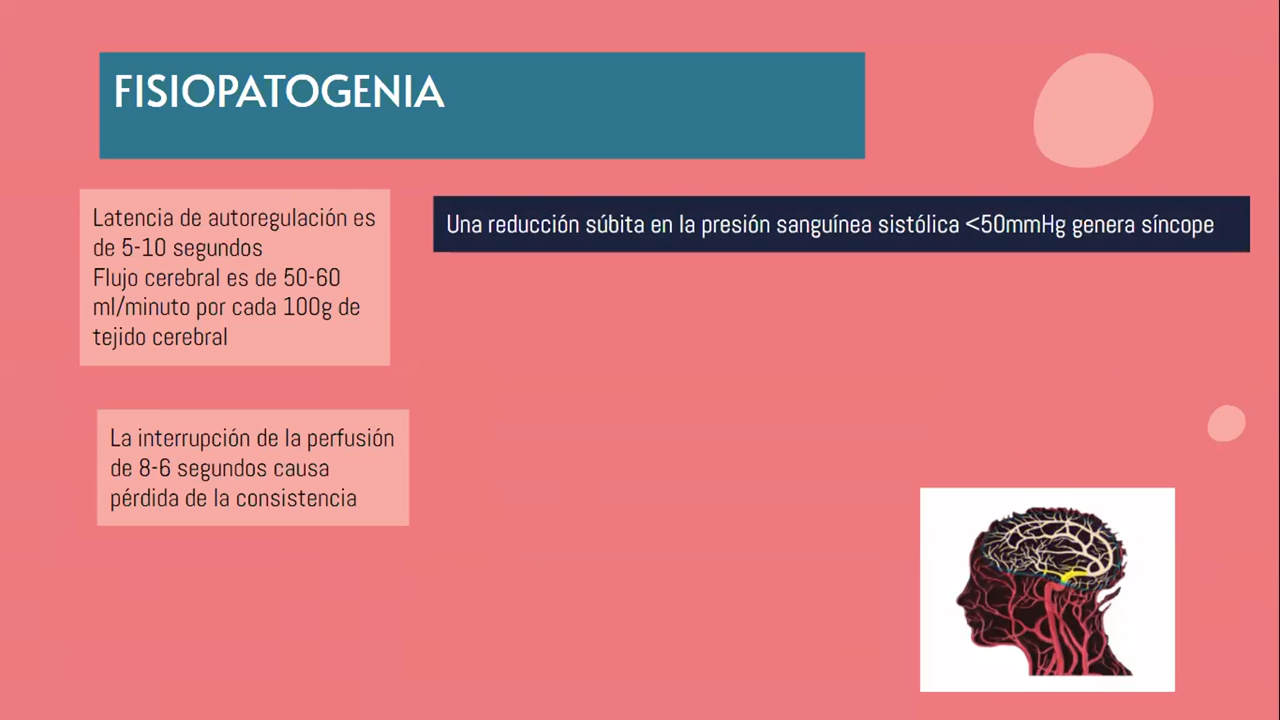 FISIOPATOGENIA
Latencia de autoregulación es
de 5-10 segundos
Flujo cerebral es de 50-60
ml/minuto por cada 100g de
tejido cerebral
Una reducción súbita en la presión sanguínea sistólica <50mmHg genera síncope
La interrupción de la perfusión
de 8-6 segundos causa
pérdida de la consistencia